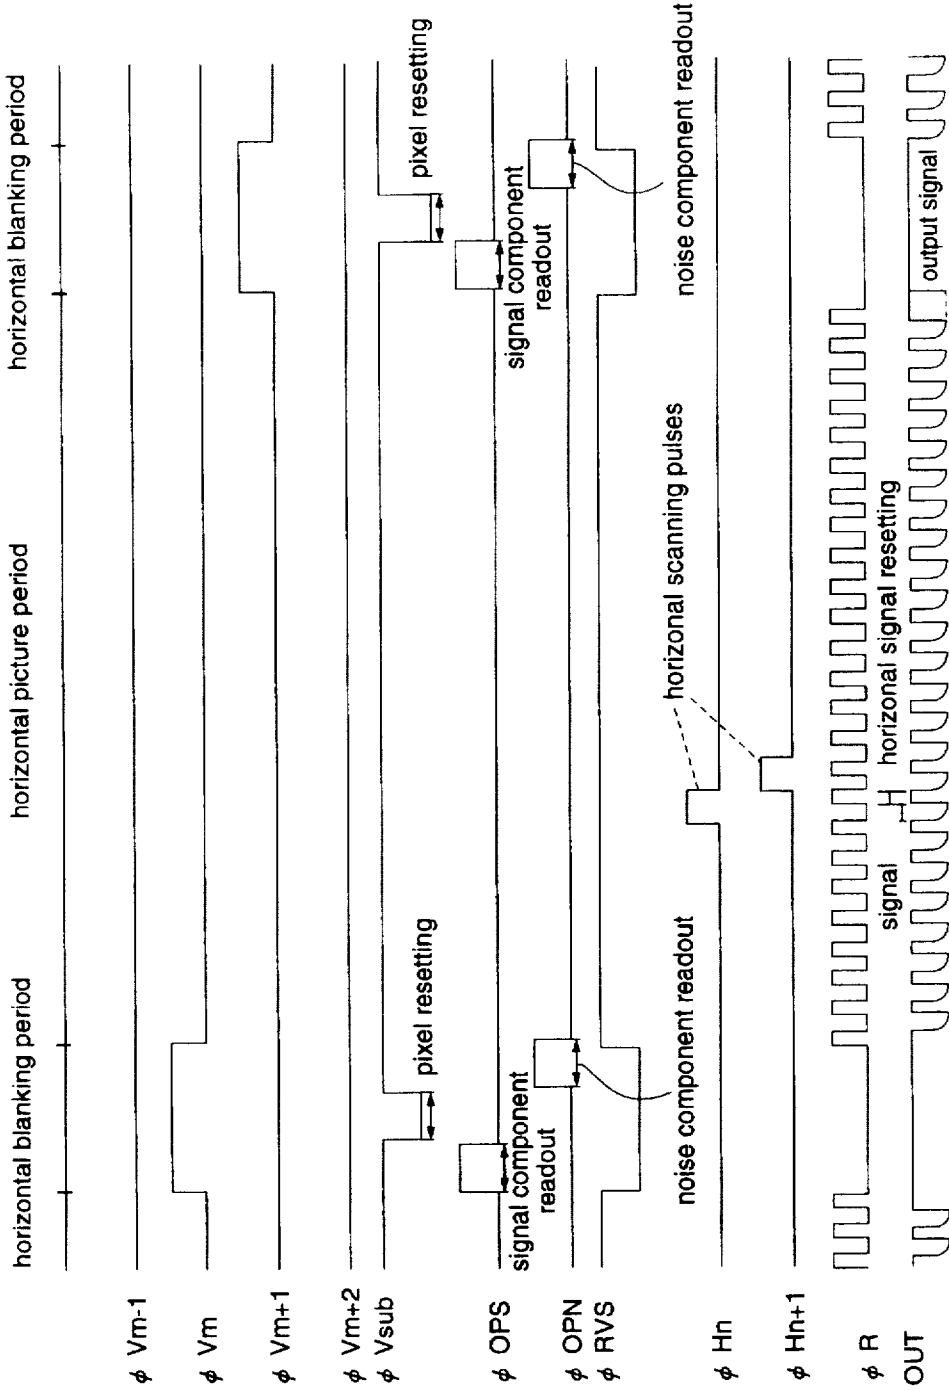 horizontal blanking period
horizontal picture period
horizontal blanking period
ϕ Vm-1
ϕ Vm
ϕ Vm+1
ϕ Vm+2
ϕ Vsub
pixel resetting
pixel resetting
ϕ OPS
signal component
readout
signal component
readout
ϕ OPN
ϕ RVS
noise component readout
noise component readout
horizonal scanning pulses
ϕ Hn
ϕ Hn+1
ϕ R
signal
horizonal signal resetting
output signal
OUT